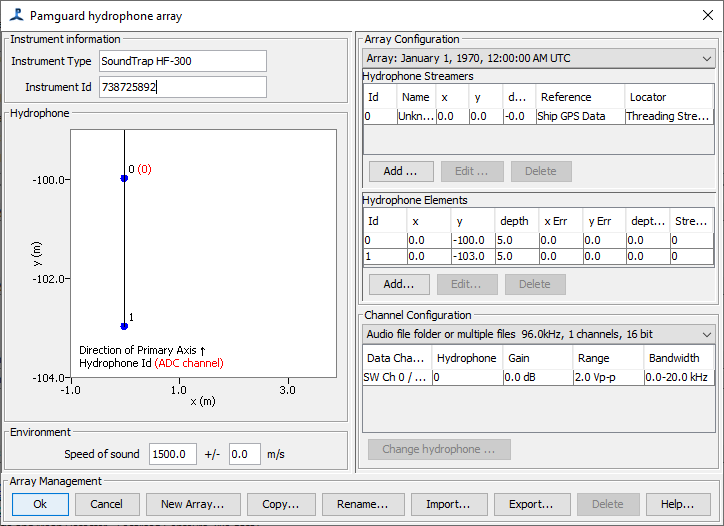 Pamguard hydrophone array
Instrument information
Instrument Type SoundTrap HF-300
Instrument Id 738725892
Hydrophone
0 (0)
-100.0
-102.0
1
Direction of Primary Axis ↑
Hydrophone Id (ADC channel)
-104.0
-1.0 1.0 3.0
x (m)
y (m)
Environment
Speed of sound 1500.0 +/- 0.0 m/s
Array Configuration
Array: January 1, 1970, 12:00:00 AM UTC
Hydrophone Streamers
Id Name x y d... Reference Locator
0 Unkn... 0.0 0.0 -0.0 Ship GPS Data Threading Stre...
Add ... Edit ... Delete
Hydrophone Elements
Id x y depth x Err y Err dept... Stre...
0 0.0 -100.0 5.0 0.0 0.0 0.0 0
1 0.0 -103.0 5.0 0.0 0.0 0.0 0
Add... Edit... Delete
Channel Configuration
Audio file folder or multiple files 96.0kHz, 1 channels, 16 bit
Data Cha... Hydrophone Gain Range Bandwidth
SW Ch 0 / ... 0 0.0 dB 2.0 Vp-p 0.0-20.0 kHz
Change hydrophone ...
Array Management
Ok Cancel New Array... Copy... Rename... Import... Export... Delete Help...